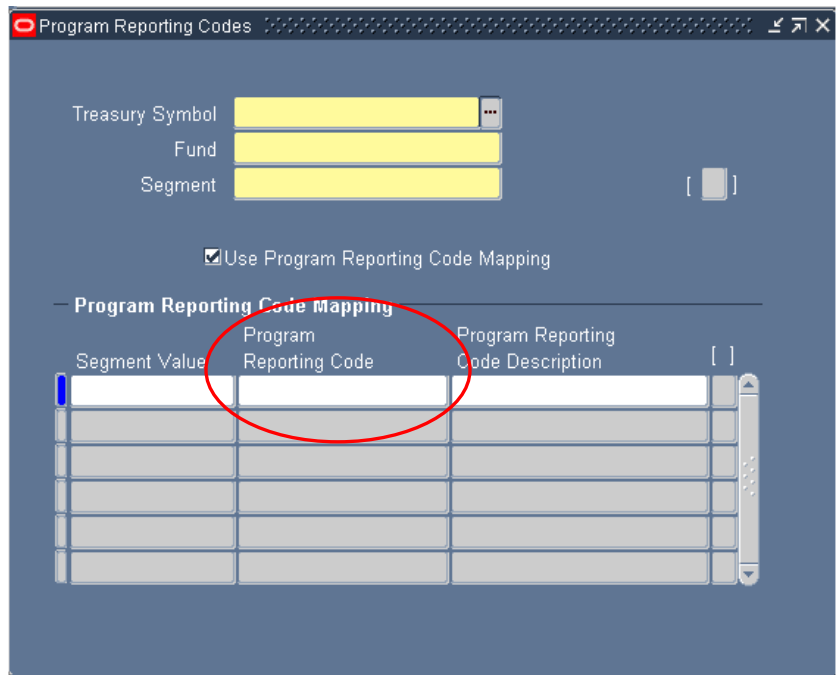 Program Reporting Codes
Treasury Symbol ...
Fund
Segment [ ]
Use Program Reporting Code Mapping
Program Reporting Code Mapping
Segment Value Program Reporting Code Program Reporting Code Description [ ]